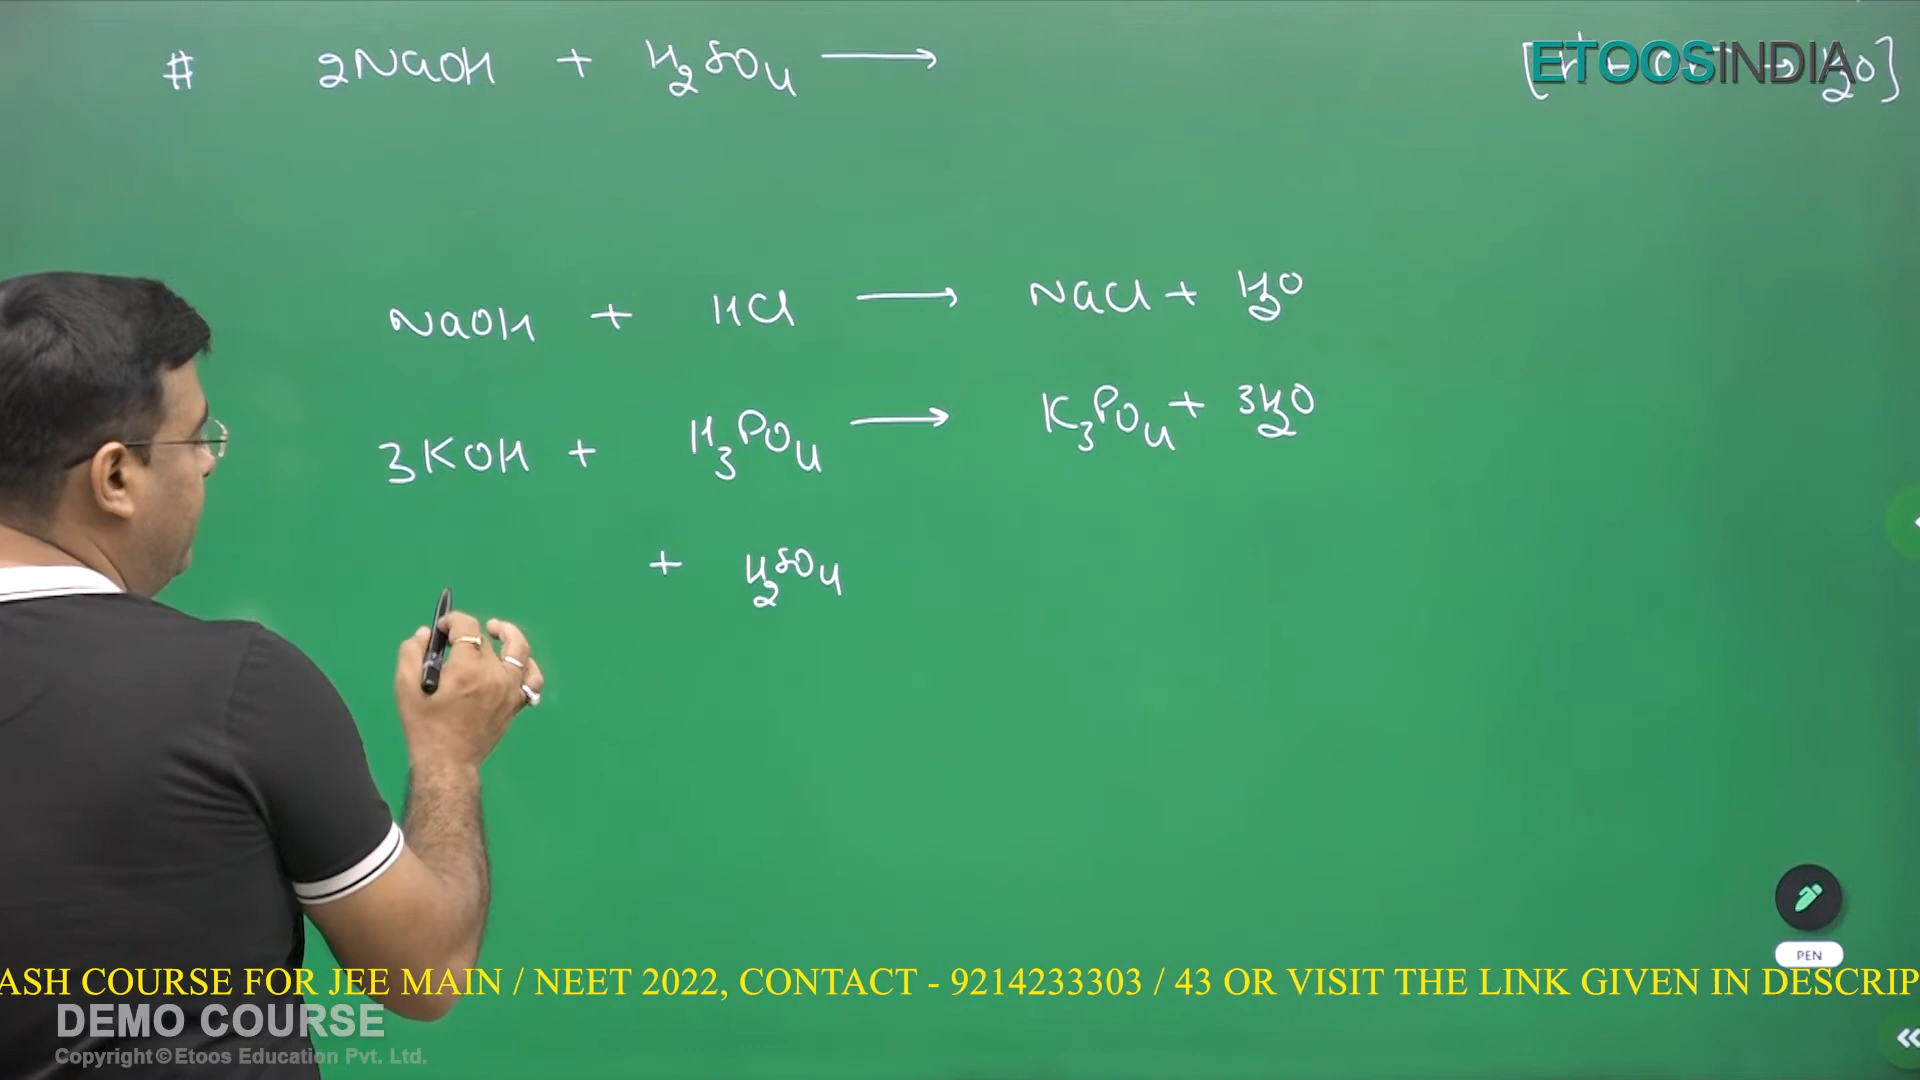 # 2NaOH + H₂SO₄ ⟶ H₂O]
ETOOSINDIA
NaOH + HCl ⟶ NaCl + H₂O
3KOH + H₃PO₄ ⟶ K₃PO₄ + 3H₂O
+ H₂SO₄
PEN
ASH COURSE FOR JEE MAIN / NEET 2022, CONTACT - 9214233303 / 43 OR VISIT THE LINK GIVEN IN DESCRIP
DEMO COURSE
Copyright © Etoos Education Pvt. Ltd.